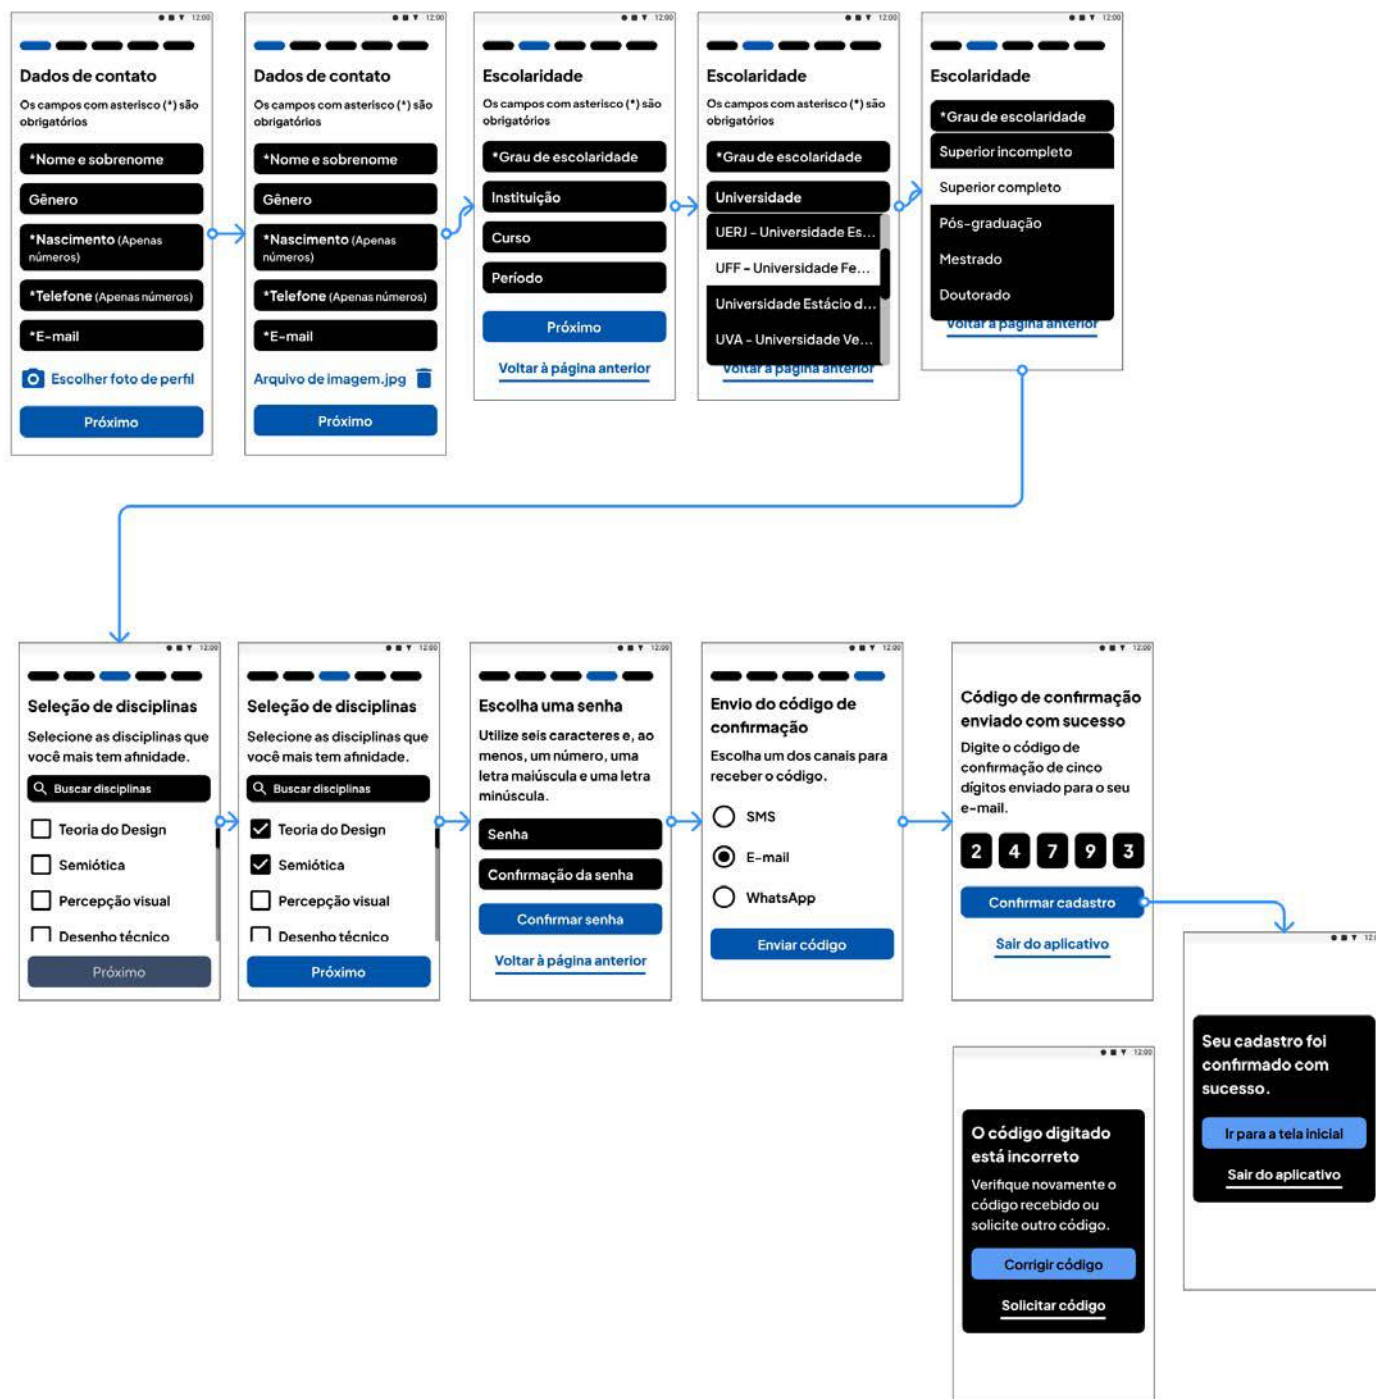 12:00
Dados de contato
Os campos com asterisco (*) são
obrigatórios
*Nome e sobrenome
Gênero
*Nascimento (Apenas
números)
*Telefone (Apenas números)
*E-mail
Escolher foto de perfil
Próximo
12:00
Dados de contato
Os campos com asterisco (*) são
obrigatórios
*Nome e sobrenome
Gênero
*Nascimento (Apenas
números)
*Telefone (Apenas números)
*E-mail
Arquivo de imagem.jpg
Próximo
12:00
Escolaridade
Os campos com asterisco (*) são
obrigatórios
*Grau de escolaridade
Instituição
Curso
Período
Próximo
Voltar à página anterior
12:00
Escolaridade
Os campos com asterisco (*) são
obrigatórios
*Grau de escolaridade
Universidade
UERJ - Universidade Es...
UFF - Universidade Fe...
Universidade Estácio d...
UVA - Universidade Ve...
Voltar à página anterior
12:00
Escolaridade
*Grau de escolaridade
Superior incompleto
Superior completo
Pós-graduação
Mestrado
Doutorado
Voltar à página anterior
12:00
Seleção de disciplinas
Selecione as disciplinas que
você mais tem afinidade.
Buscar disciplinas
Teoria do Design
Semiótica
Percepção visual
Desenho técnico
Próximo
12:00
Seleção de disciplinas
Selecione as disciplinas que
você mais tem afinidade.
Buscar disciplinas
Teoria do Design
Semiótica
Percepção visual
Desenho técnico
Próximo
12:00
Escolha uma senha
Utilize seis caracteres e, ao
menos, um número, uma
letra maiúscula e uma letra
minúscula.
Senha
Confirmação da senha
Confirmar senha
Voltar à página anterior
12:00
Envio do código de
confirmação
Escolha um dos canais para
receber o código.
SMS
E-mail
WhatsApp
Enviar código
12:00
Código de confirmação
enviado com sucesso
Digite o código de
confirmação de cinco
dígitos enviado para o seu
e-mail.
2 4 7 9 3
Confirmar cadastro
Sair do aplicativo
12:00
O código digitado
está incorreto
Verifique novamente o
código recebido ou
solicite outro código.
Corrigir código
Solicitar código
Seu cadastro foi
confirmado com
sucesso.
Ir para a tela inicial
Sair do aplicativo